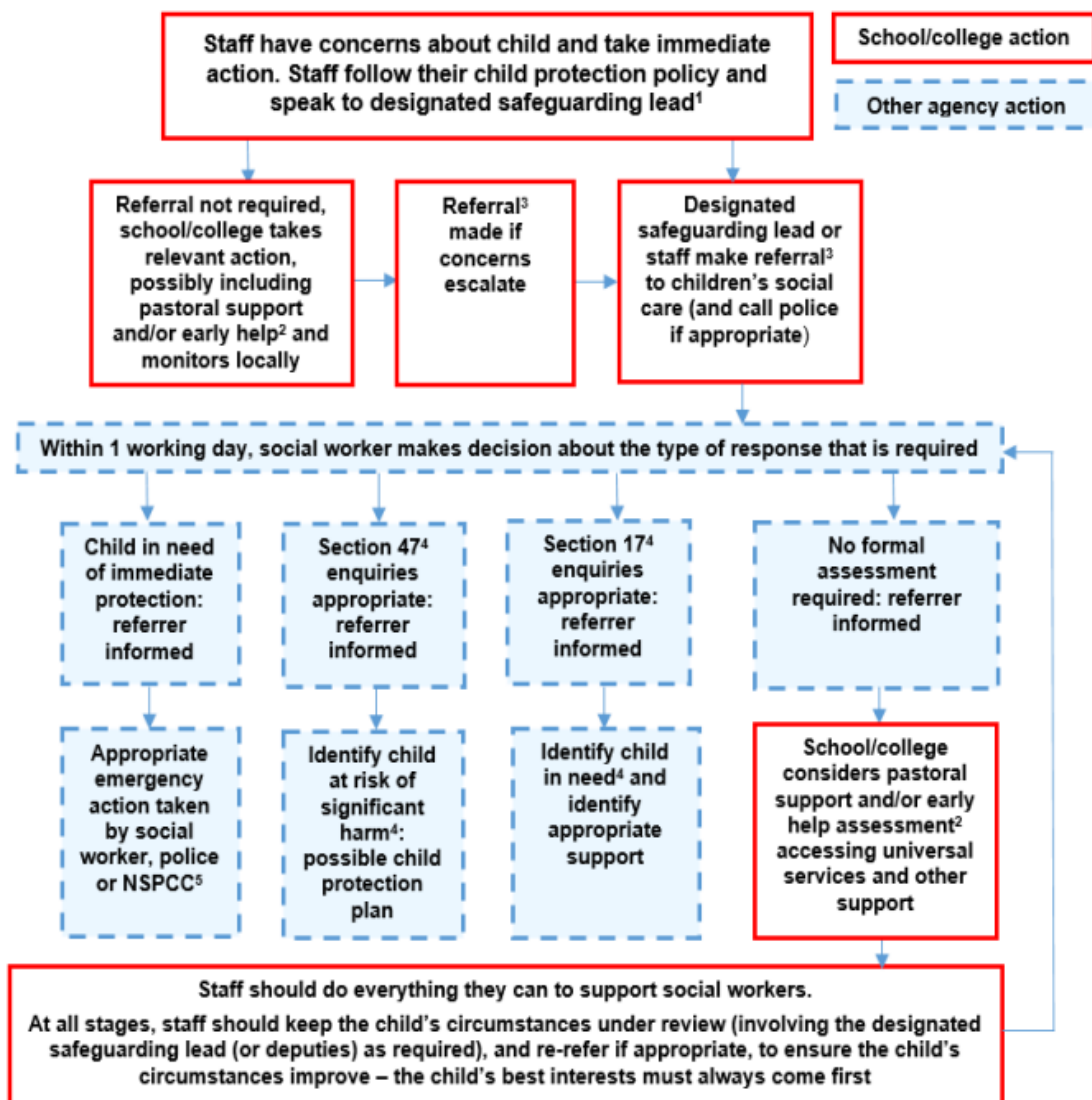 Staff have concerns about child and take immediate
action. Staff follow their child protection policy and
speak to designated safeguarding lead¹
School/college action
Other agency action
Referral not required,
school/college takes
relevant action,
possibly including
pastoral support
and/or early help² and
monitors locally
Referral³
made if
concerns
escalate
Designated
safeguarding lead or
staff make referral³
to children's social
care (and call police
if appropriate)
Within 1 working day, social worker makes decision about the type of response that is required
Child in need
of immediate
protection:
referrer
informed
Section 47⁴
enquiries
appropriate:
referrer
informed
Section 17⁴
enquiries
appropriate:
referrer
informed
No formal
assessment
required: referrer
informed
Appropriate
emergency
action taken
by social
worker, police
or NSPCC⁵
Identify child
at risk of
significant
harm⁴:
possible child
protection
plan
Identify child
in need⁴ and
identify
appropriate
support
School/college
considers pastoral
support and/or early
help assessment²
accessing universal
services and other
support
Staff should do everything they can to support social workers.
At all stages, staff should keep the child's circumstances under review (involving the designated
safeguarding lead (or deputies) as required), and re-refer if appropriate, to ensure the child's
circumstances improve – the child's best interests must always come first